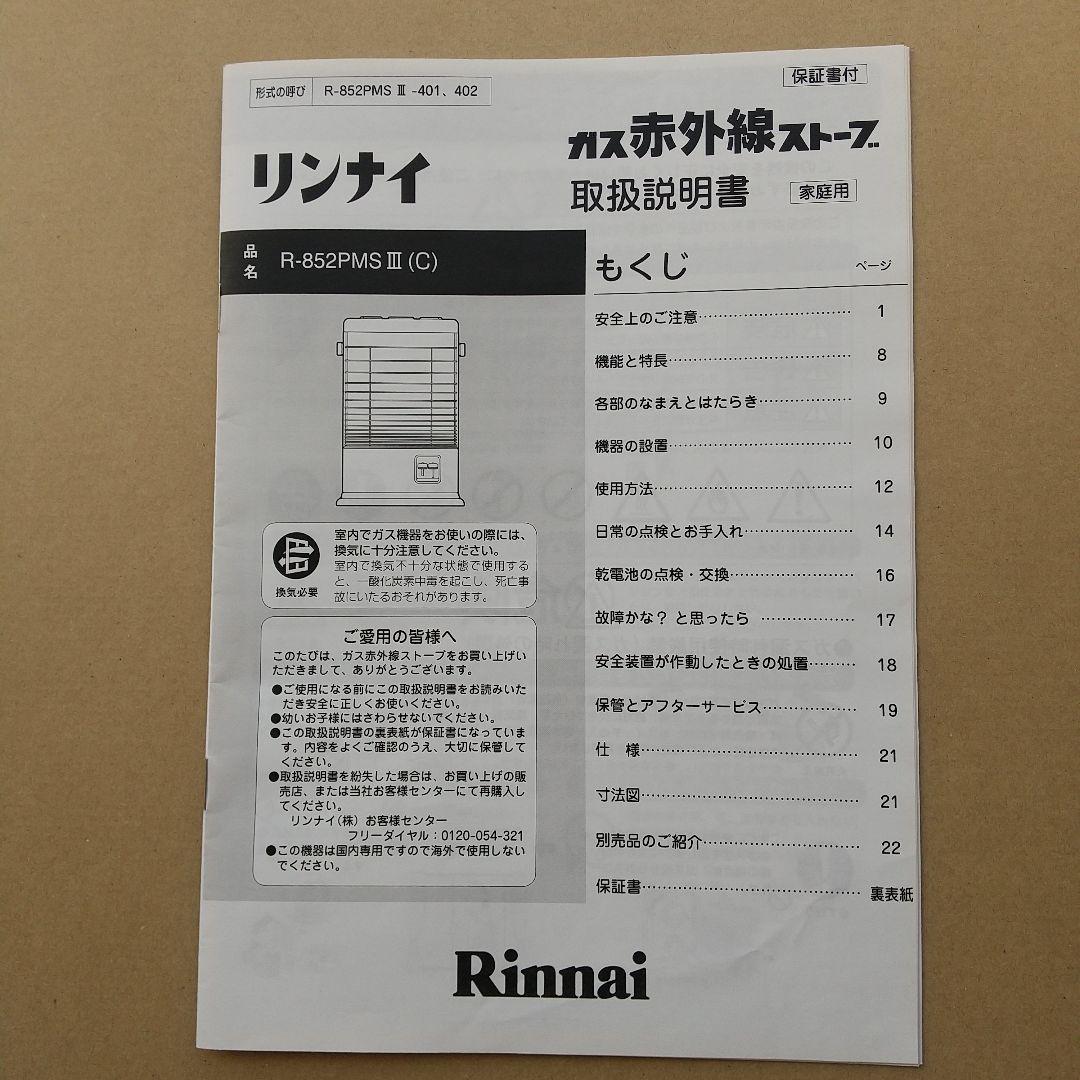 形式の呼び R-852PMS Ⅲ -401、402
保証書付
リンナイ
ガス赤外線ストーブ
取扱説明書 家庭用
品名 R-852PMS Ⅲ (C)
換気必要
室内でガス機器をお使いの際には、
換気に十分注意してください。
室内で換気不十分な状態で使用する
と、一酸化炭素中毒を起こし、死亡事
故にいたるおそれがあります。
ご愛用の皆様へ
このたびは、ガス赤外線ストーブをお買い上げい
ただきまして、ありがとうございます。
●ご使用になる前にこの取扱説明書をお読みいた
だき安全に正しくお使いください。
●幼いお子様にはさわらせないでください。
●この取扱説明書の裏表紙が保証書になっていま
す。内容をよくご確認のうえ、大切に保管して
ください。
●取扱説明書を紛失した場合は、お買い上げの販
売店、または当社お客様センターにて再購入し
てください。
リンナイ(株) お客様センター
フリーダイヤル：0120-054-321
●この機器は国内専用ですので海外で使用しない
でください。
もくじ ページ
安全上のご注意 1
機能と特長 8
各部のなまえとはたらき 9
機器の設置 10
使用方法 12
日常の点検とお手入れ 14
乾電池の点検・交換 16
故障かな？と思ったら 17
安全装置が作動したときの処置 18
保管とアフターサービス 19
仕 様 21
寸法図 21
別売品のご紹介 22
保証書 裏表紙
Rinnai